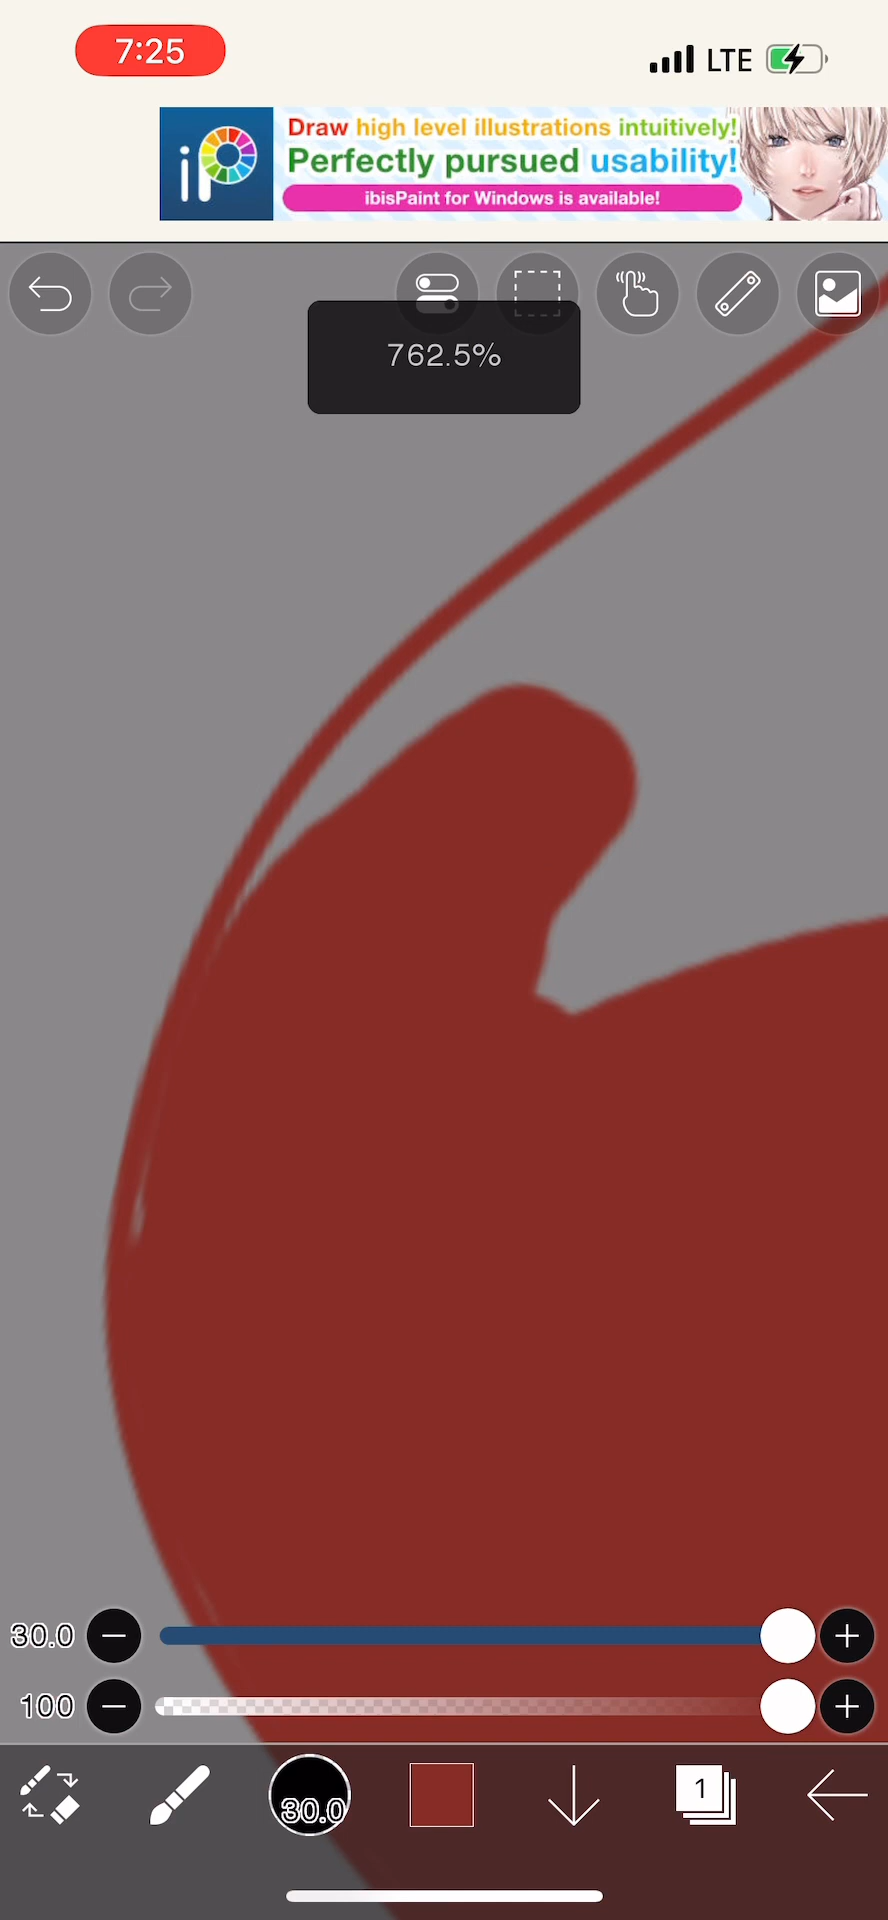 7:25
LTE
iP
Draw high level illustrations intuitively!
Perfectly pursued usability!
ibisPaint for Windows is available!
762.5%
30.0
100
30.0
1